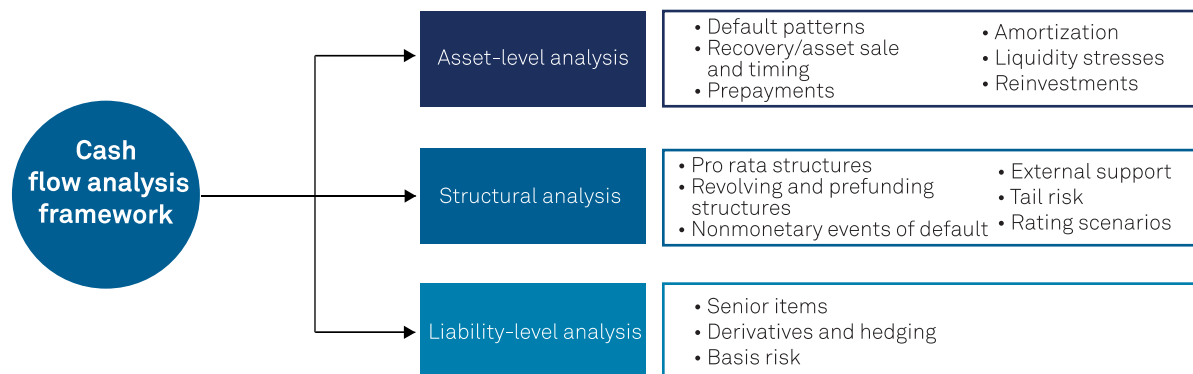 Cash
flow analysis
framework
Asset-level analysis
• Default patterns
• Recovery/asset sale
and timing
• Prepayments
• Amortization
• Liquidity stresses
• Reinvestments
Structural analysis
• Pro rata structures
• Revolving and prefunding
structures
• Nonmonetary events of default
• External support
• Tail risk
• Rating scenarios
Liability-level analysis
• Senior items
• Derivatives and hedging
• Basis risk